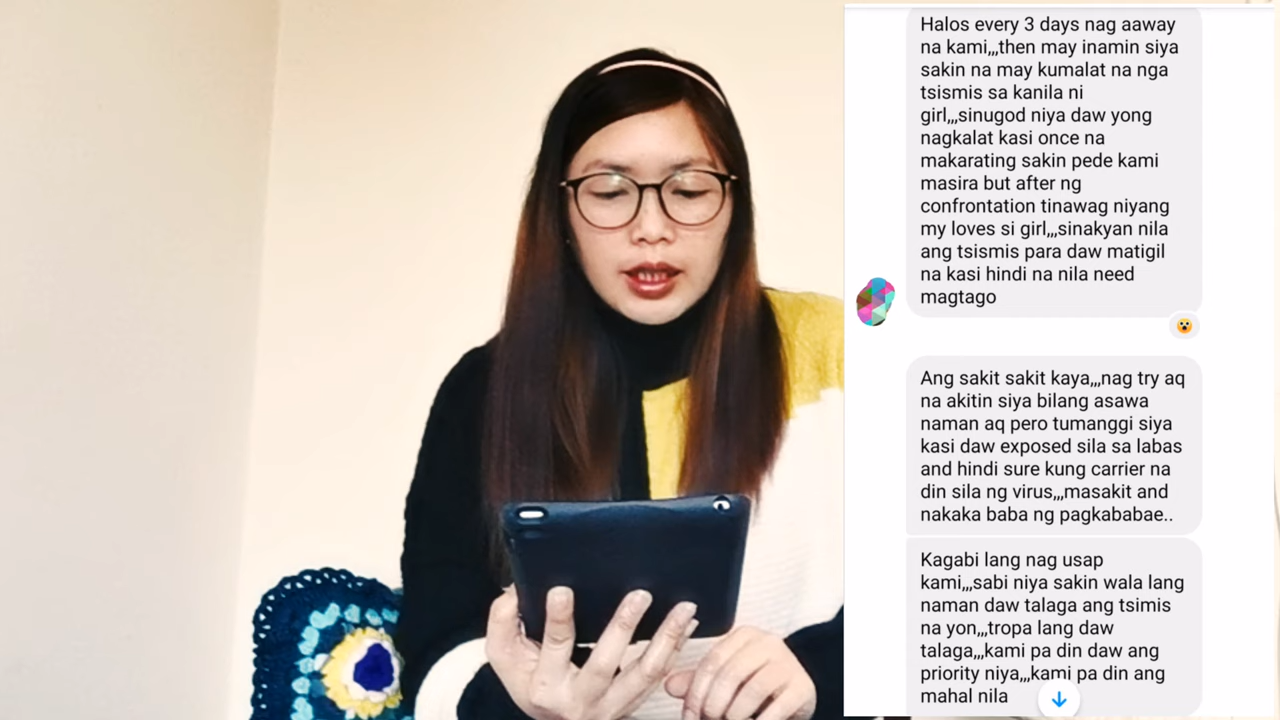 Halos every 3 days nag aaway
na kami,,,then may inamin siya
sakin na may kumalat na nga
tsismis sa kanila ni
girl,,,sinugod niya daw yong
nagkalat kasi once na
makarating sakin pede kami
masira but after ng
confrontation tinawag niyang
my loves si girl,,,sinakyan nila
ang tsismis para daw matigil
na kasi hindi na nila need
magtago
Ang sakit sakit kaya,,,nag try aq
na akitin siya bilang asawa
naman aq pero tumanggi siya
kasi daw exposed sila sa labas
and hindi sure kung carrier na
din sila ng virus,,,masakit and
nakaka baba ng pagkababae..
Kagabi lang nag usap
kami,,,sabi niya sakin wala lang
naman daw talaga ang tsimis
na yon,,,tropa lang daw
talaga,,,kami pa din daw ang
priority niya,,,kami pa din ang
mahal nila